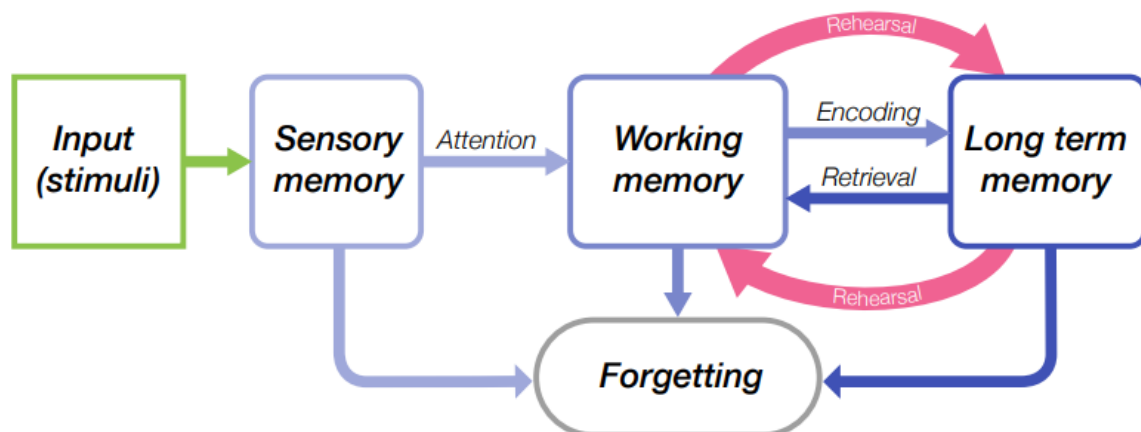 Rehearsal
Input
(stimuli)
Sensory
memory
Attention
Working
memory
Encoding
Retrieval
Long term
memory
Rehearsal
Forgetting